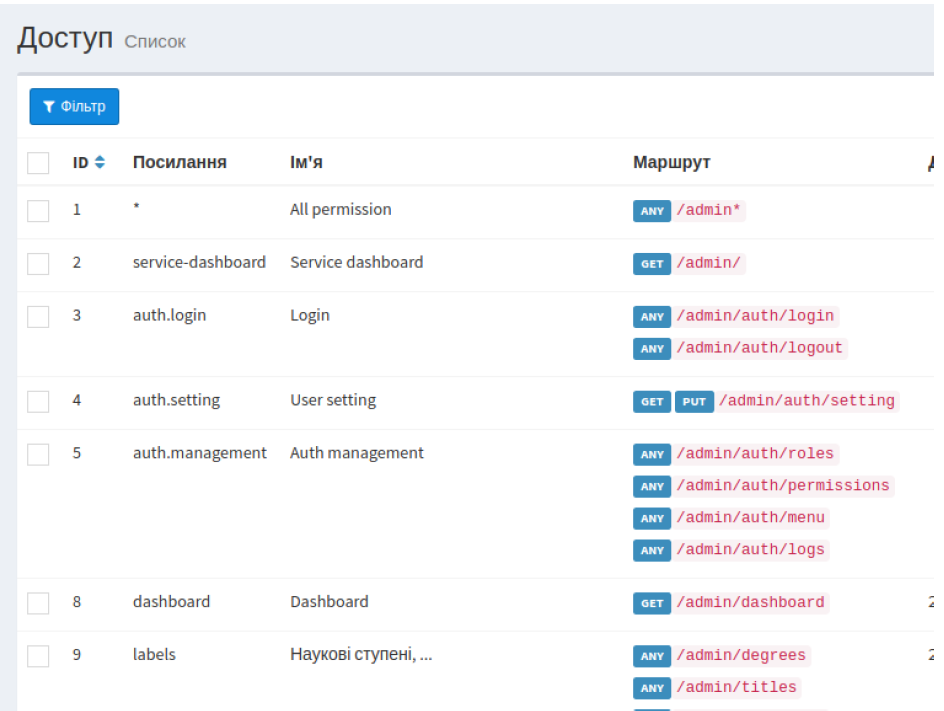 Доступ Список
Фільтр
ID Посилання Ім'я Маршрут
1 * All permission ANY /admin*
2 service-dashboard Service dashboard GET /admin/
3 auth.login Login ANY /admin/auth/login
ANY /admin/auth/logout
4 auth.setting User setting GET PUT /admin/auth/setting
5 auth.management Auth management ANY /admin/auth/roles
ANY /admin/auth/permissions
ANY /admin/auth/menu
ANY /admin/auth/logs
8 dashboard Dashboard GET /admin/dashboard
9 labels Наукові ступені, ... ANY /admin/degrees
ANY /admin/titles